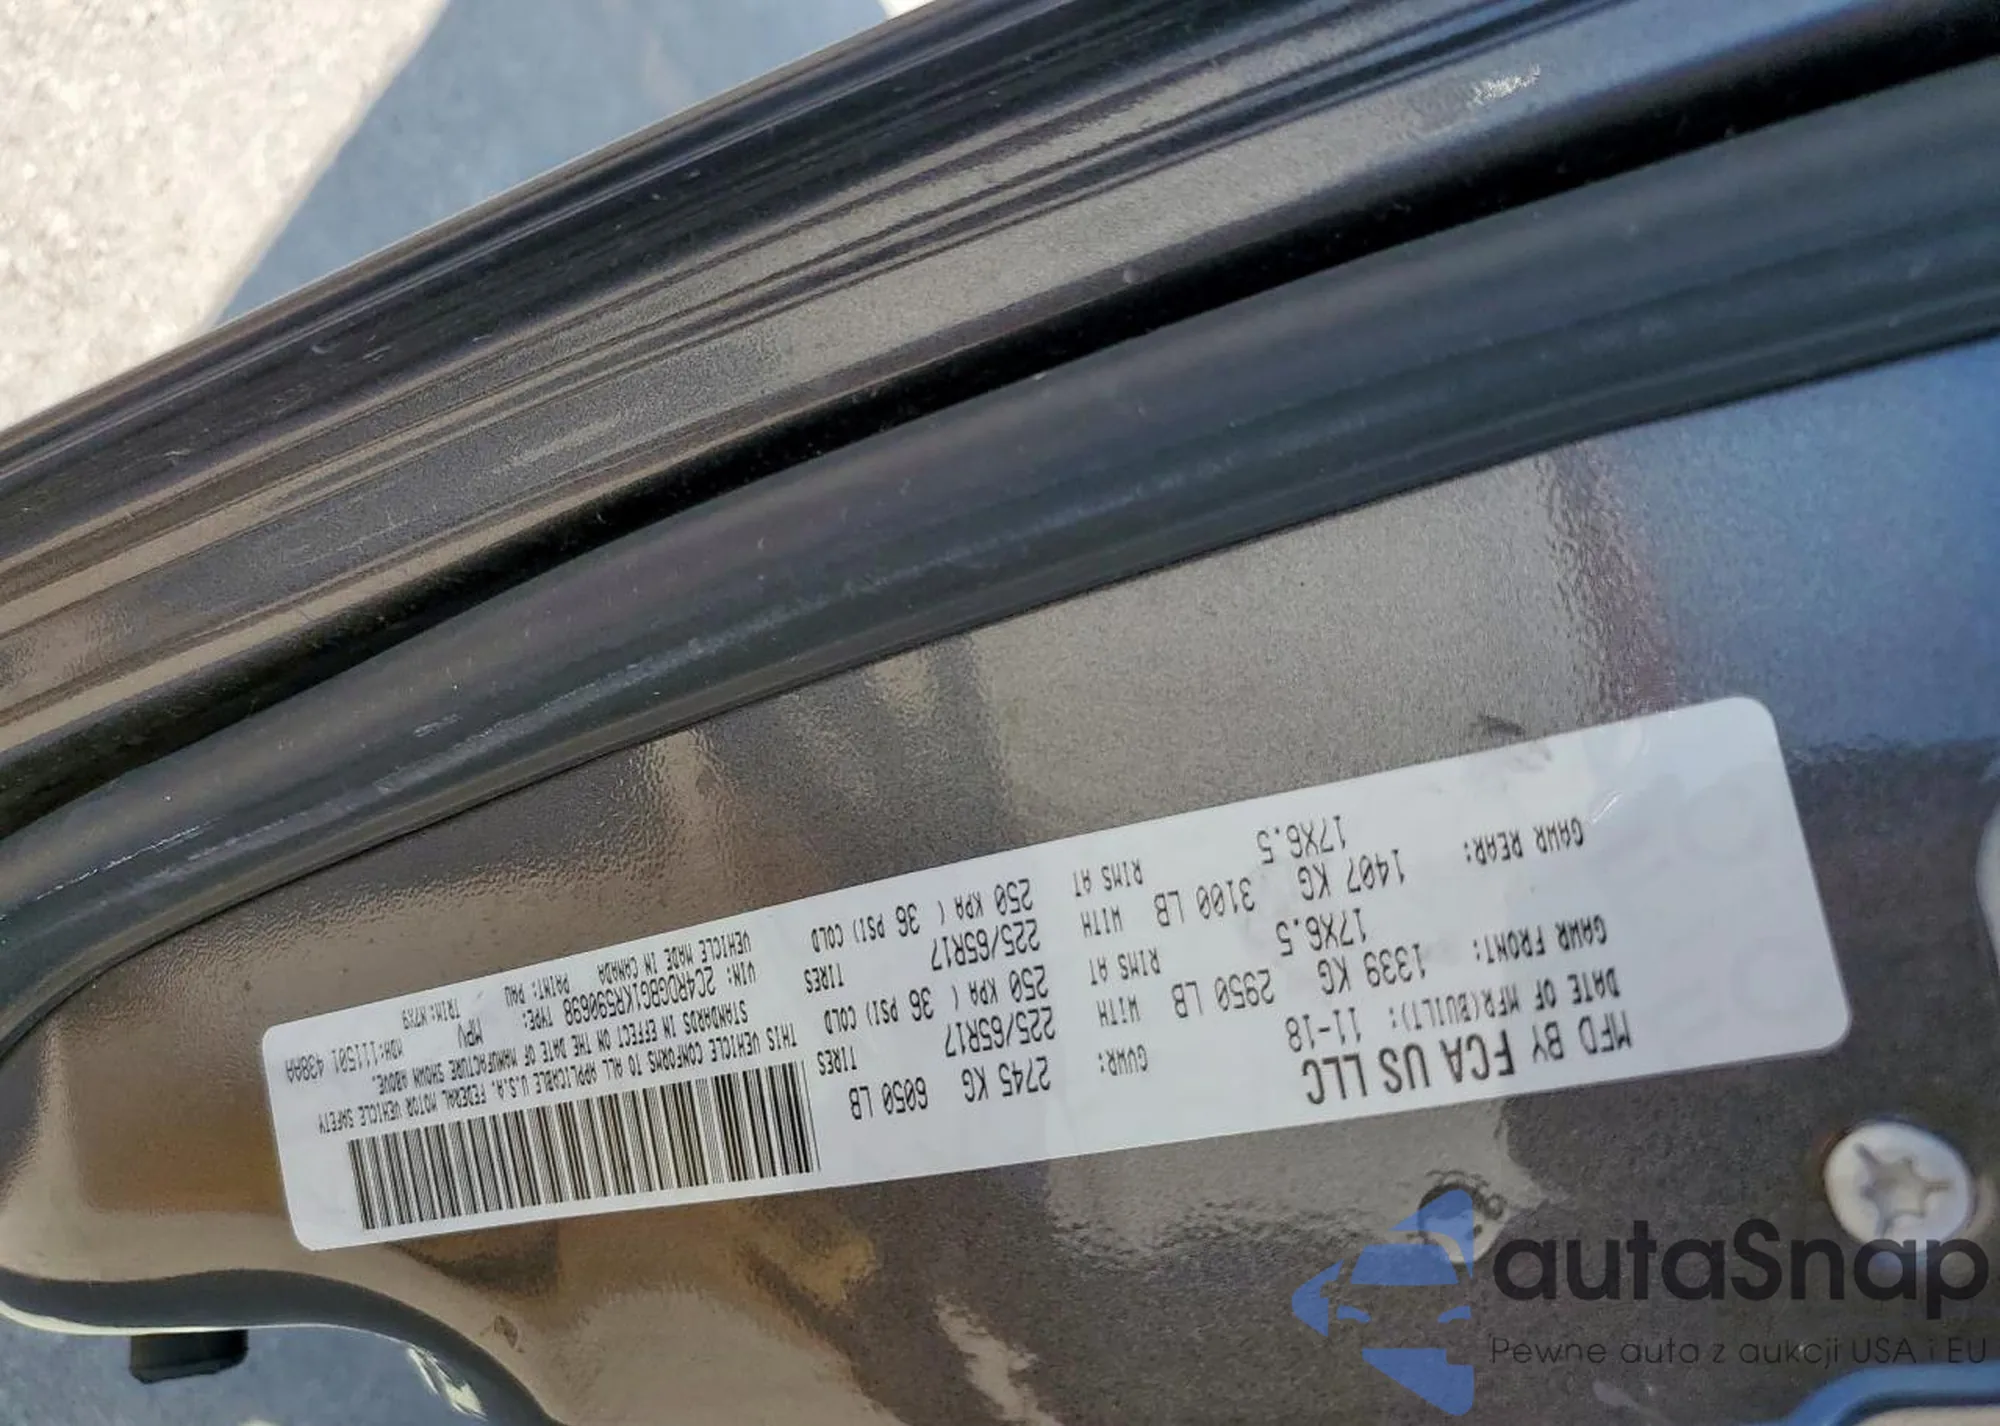 MFD BY FCA US LLC
DATE OF MFR(BUILT): 11-18
GVWR: 2745 KG 6050 LB
GAWR FRONT: 1339 KG 2950 LB
WITH TIRES 225/65R17
RIMS AT 17X6.5 250 KPA ( 36 PSI) COLD
GAWR REAR: 1407 KG 3100 LB
WITH TIRES 225/65R17
RIMS AT 17X6.5 250 KPA ( 36 PSI) COLD
THIS VEHICLE CONFORMS TO ALL APPLICABLE U.S.A. FEDERAL MOTOR VEHICLE SAFETY
STANDARDS IN EFFECT ON THE DATE OF MANUFACTURE SHOWN ABOVE.
VIN: 2C4RDGBG1KR590698 TYPE: MPV MDH:111501 438AA
VEHICLE MADE IN CANADA PAINT: PAU TRIM:M7X9
autaSnap
Pewne auta z aukcji USA i EU